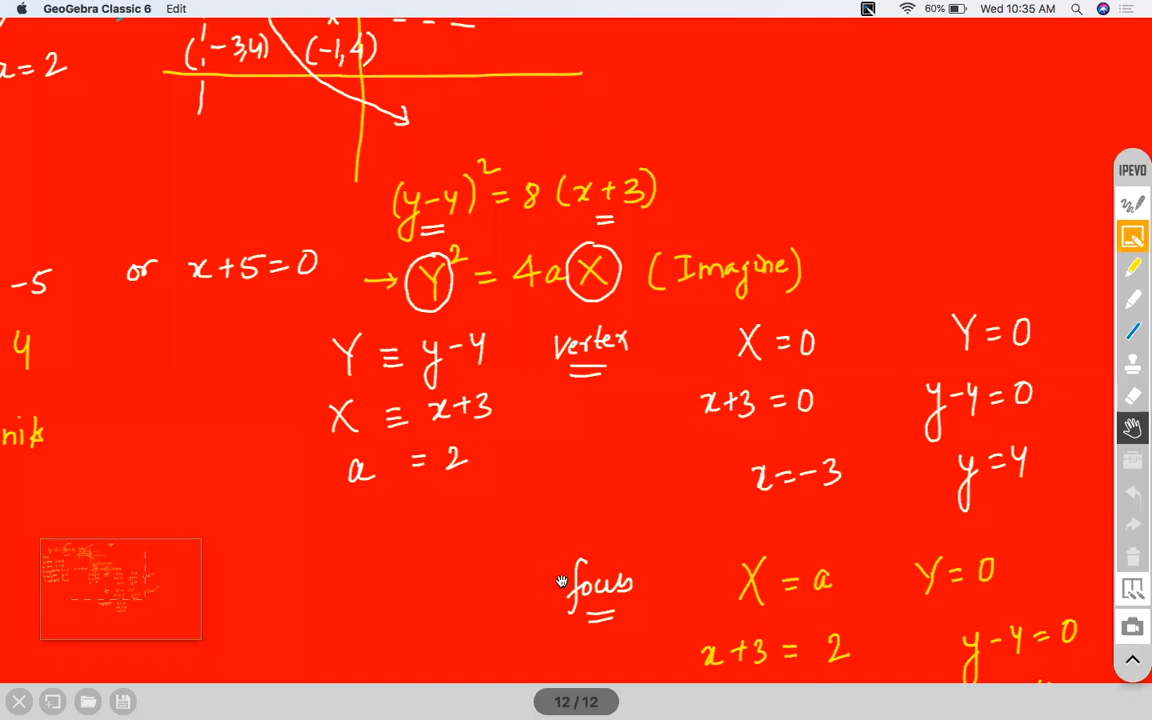 GeoGebra Classic 6 Edit 60% Wed 10:35 AM
(-3,4) (-1,4)
a = 2
IPEVO
(y-4)² = 8 (x+3)
-5 or x+5=0 → Y² = 4a X (Imagine)
4 Y ≡ y-4 vertex X = 0 Y = 0
X ≡ x+3 x+3 = 0 y-4 = 0
a = 2 x = -3 y = 4
focus X = a Y = 0
x+3 = 2 y-4 = 0
12 / 12